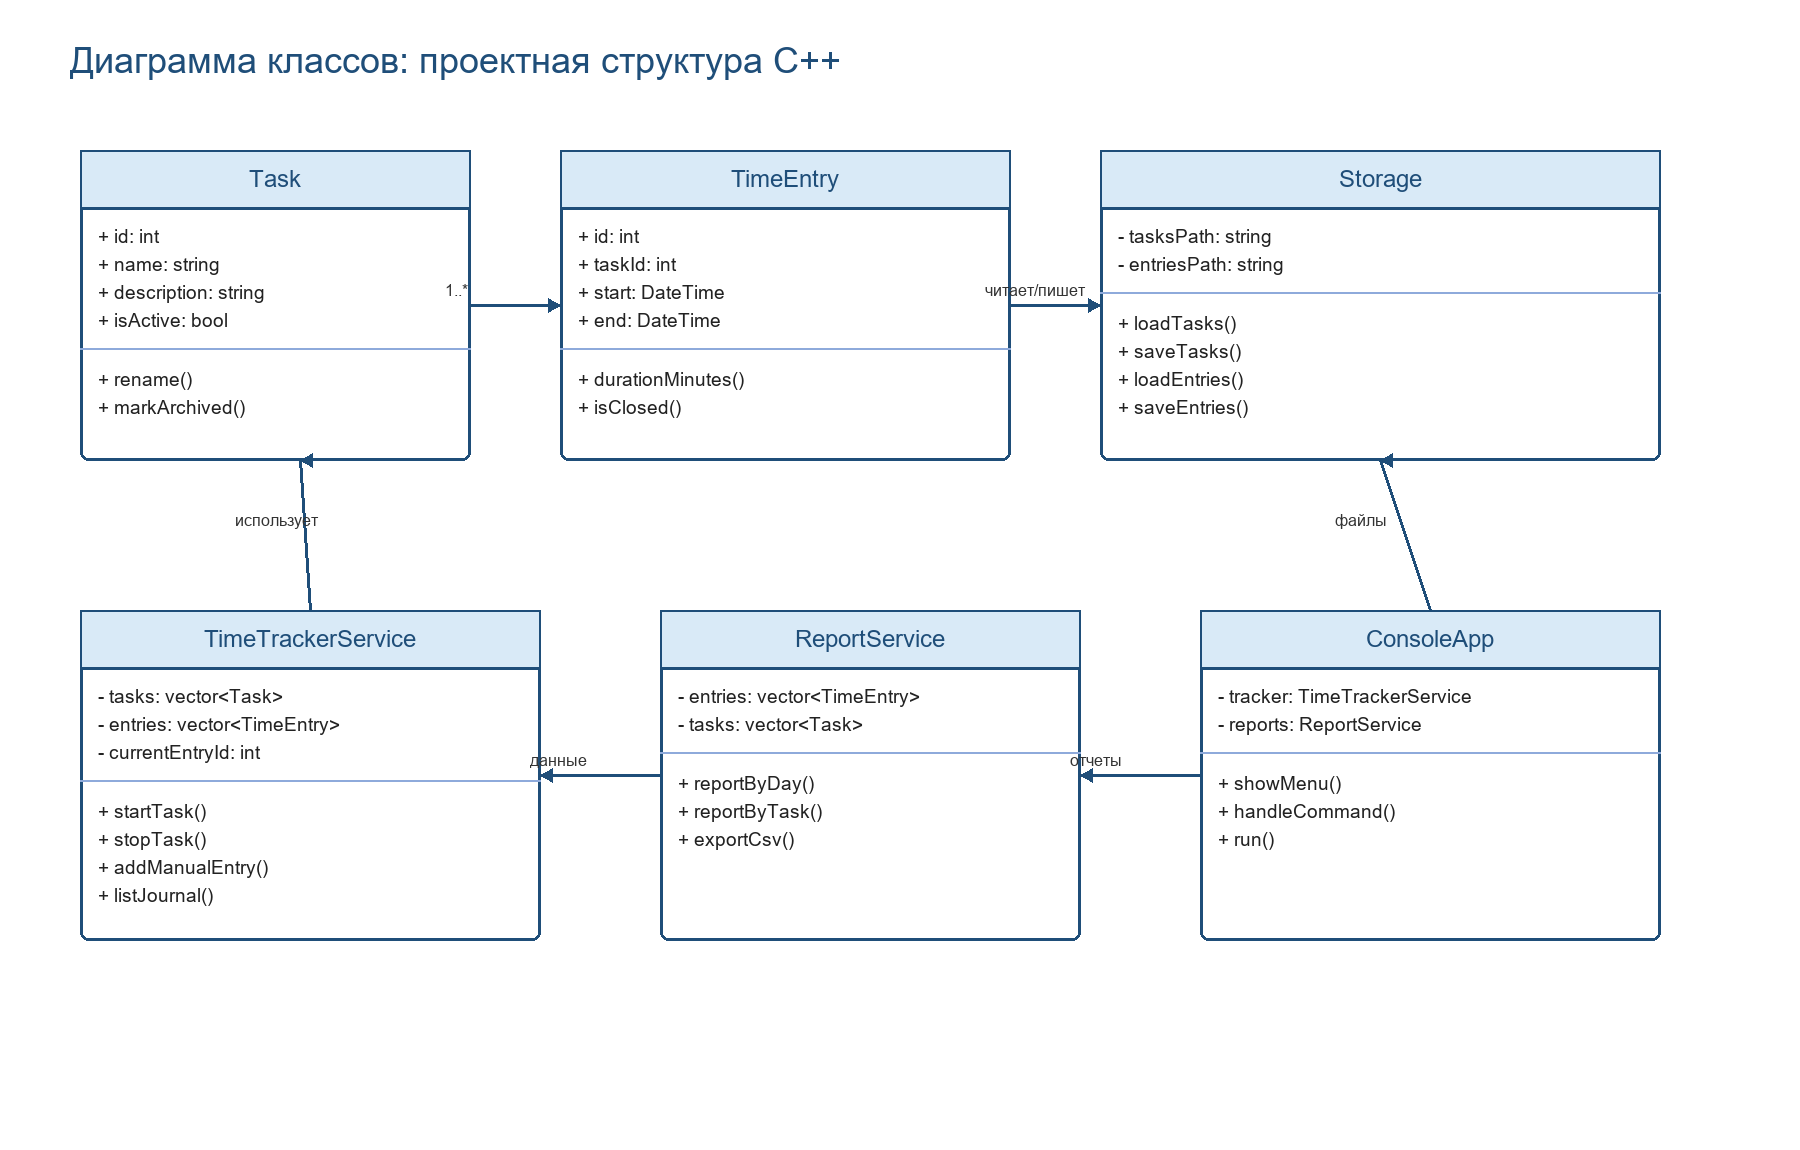 Диаграмма классов: проектная структура C++
Task
+ id: int
+ name: string
+ description: string
+ isActive: bool
+ rename()
+ markArchived()
1..*
TimeEntry
+ id: int
+ taskId: int
+ start: DateTime
+ end: DateTime
+ durationMinutes()
+ isClosed()
читает/пишет
Storage
- tasksPath: string
- entriesPath: string
+ loadTasks()
+ saveTasks()
+ loadEntries()
+ saveEntries()
использует
файлы
TimeTrackerService
- tasks: vector<Task>
- entries: vector<TimeEntry>
- currentEntryId: int
+ startTask()
+ stopTask()
+ addManualEntry()
+ listJournal()
данные
ReportService
- entries: vector<TimeEntry>
- tasks: vector<Task>
+ reportByDay()
+ reportByTask()
+ exportCsv()
отчеты
ConsoleApp
- tracker: TimeTrackerService
- reports: ReportService
+ showMenu()
+ handleCommand()
+ run()